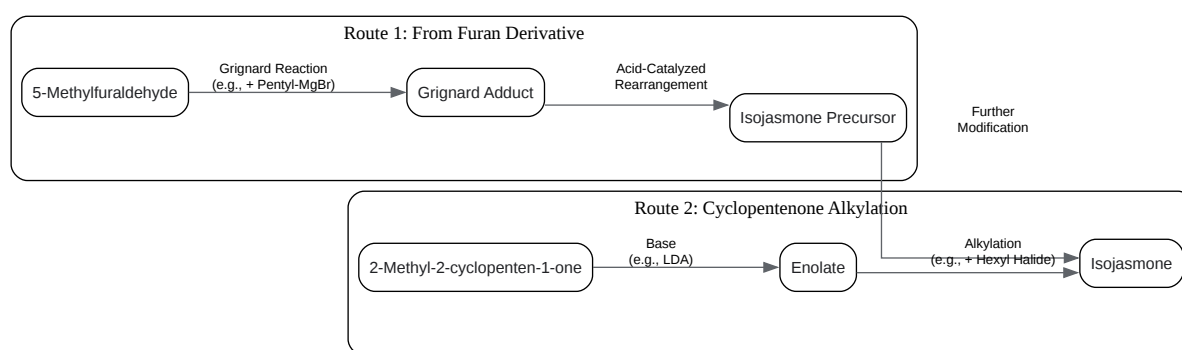 Route 1: From Furan Derivative
5-Methylfuraldehyde
Grignard Reaction
(e.g., + Pentyl-MgBr)
Grignard Adduct
Acid-Catalyzed
Rearrangement
Isojasmone Precursor
Further
Modification
Route 2: Cyclopentenone Alkylation
2-Methyl-2-cyclopenten-1-one
Base
(e.g., LDA)
Enolate
Alkylation
(e.g., + Hexyl Halide)
Isojasmone